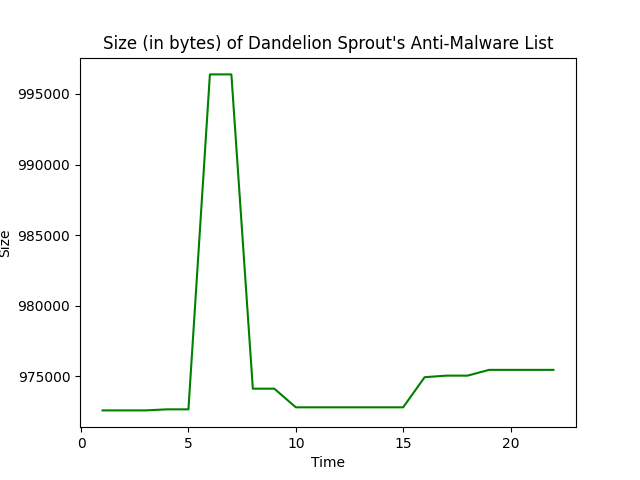 Size (in bytes) of Dandelion Sprout's Anti-Malware List
995000
990000
985000
980000
975000
Size
0 5 10 15 20
Time